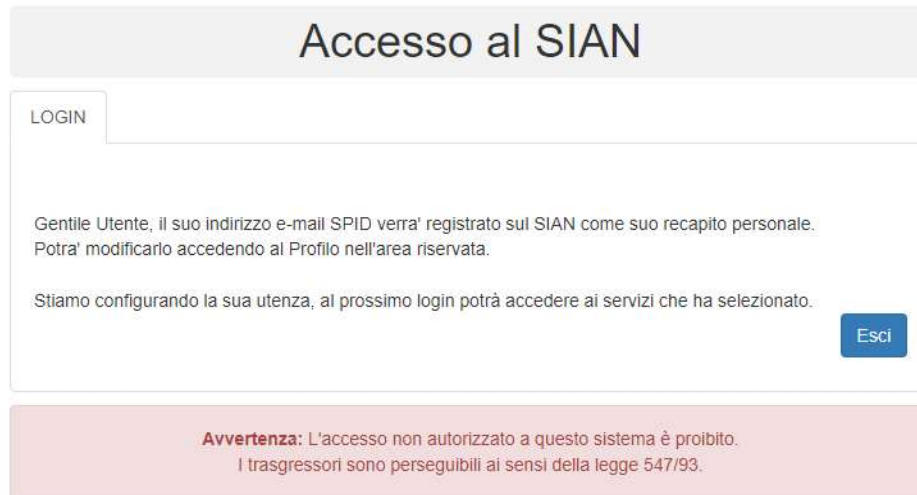 Accesso al SIAN
LOGIN
Gentile Utente, il suo indirizzo e-mail SPID verra' registrato sul SIAN come suo recapito personale.
Potra' modificarlo accedendo al Profilo nell'area riservata.
Stiamo configurando la sua utenza, al prossimo login potrà accedere ai servizi che ha selezionato.
Esci
Avvertenza: L'accesso non autorizzato a questo sistema è proibito.
I trasgressori sono perseguibili ai sensi della legge 547/93.